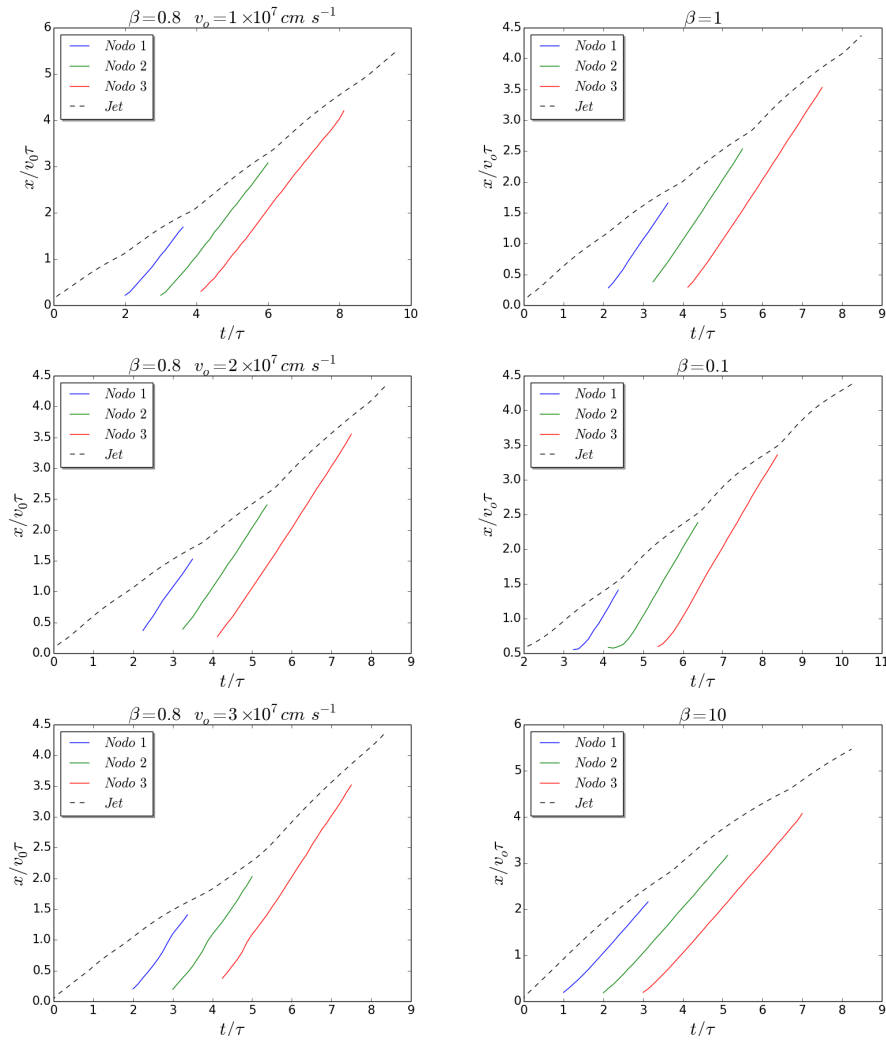 β=0.8 v_o=1×10^7 cm s^−1
Nodo 1
Nodo 2
Nodo 3
Jet
x/v_0τ
0 1 2 3 4 5 6
0 2 4 6 8 10
t/τ
β=1
Nodo 1
Nodo 2
Nodo 3
Jet
x/v_oτ
0.0 0.5 1.0 1.5 2.0 2.5 3.0 3.5 4.0 4.5
0 1 2 3 4 5 6 7 8 9
t/τ
β=0.8 v_o=2×10^7 cm s^−1
Nodo 1
Nodo 2
Nodo 3
Jet
x/v_0τ
0.0 0.5 1.0 1.5 2.0 2.5 3.0 3.5 4.0 4.5
0 1 2 3 4 5 6 7 8 9
t/τ
β=0.1
Nodo 1
Nodo 2
Nodo 3
Jet
x/v_oτ
0.5 1.0 1.5 2.0 2.5 3.0 3.5 4.0 4.5
2 3 4 5 6 7 8 9 10 11
t/τ
β=0.8 v_o=3×10^7 cm s^−1
Nodo 1
Nodo 2
Nodo 3
Jet
x/v_0τ
0.0 0.5 1.0 1.5 2.0 2.5 3.0 3.5 4.0 4.5
0 1 2 3 4 5 6 7 8 9
t/τ
β=10
Nodo 1
Nodo 2
Nodo 3
Jet
x/v_oτ
0 1 2 3 4 5 6
0 1 2 3 4 5 6 7 8 9
t/τ